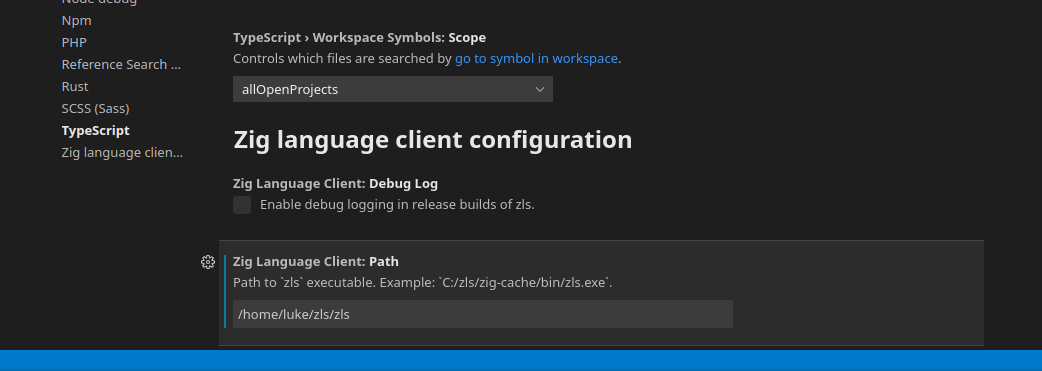 Node debug
Npm
PHP
Reference Search ...
Rust
SCSS (Sass)
TypeScript
Zig language clien...
TypeScript › Workspace Symbols: Scope
Controls which files are searched by go to symbol in workspace.
allOpenProjects
Zig language client configuration
Zig Language Client: Debug Log
Enable debug logging in release builds of zls.
Zig Language Client: Path
Path to `zls` executable. Example: `C:/zls/zig-cache/bin/zls.exe`.
/home/luke/zls/zls